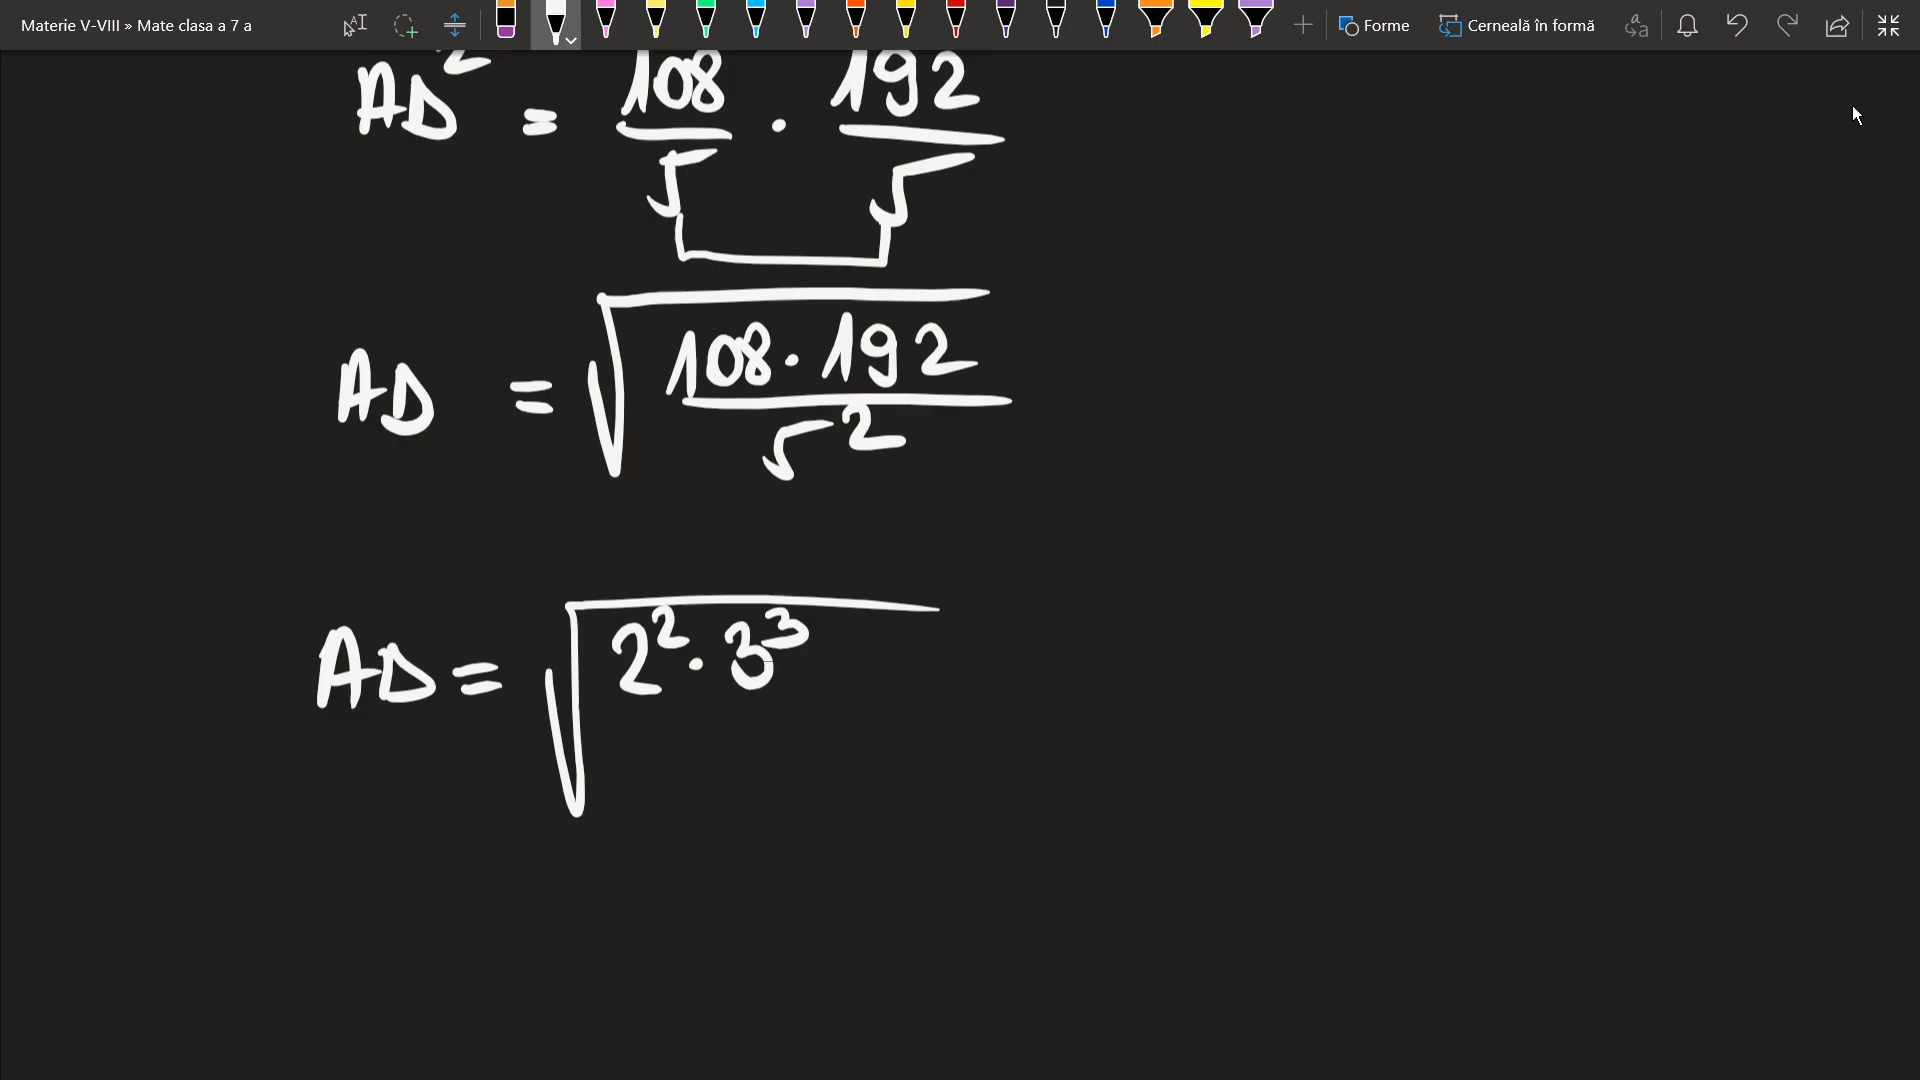 Materie V-VIII » Mate clasa a 7 a
Forme
Cerneală în formă
AD² = 108/5 · 192/5
AD = √(108·192/5²)
AD = √(2²·3³)